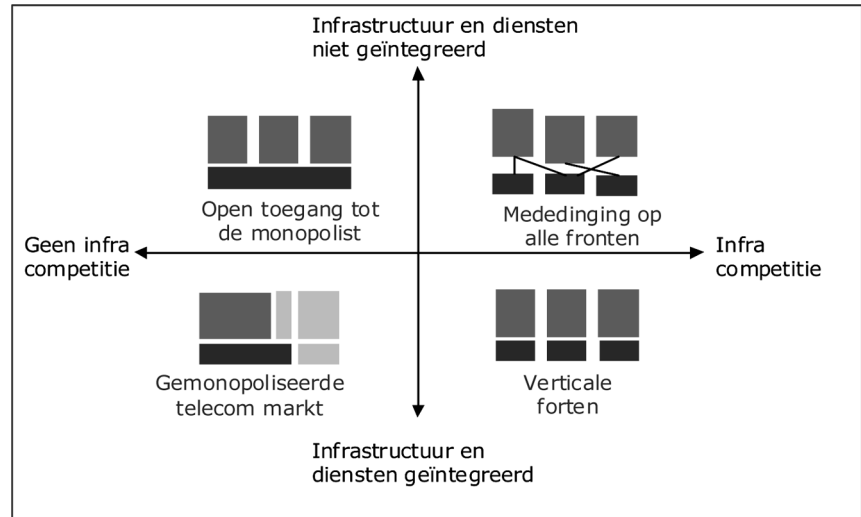 Infrastructuur en diensten
niet geïntegreerd
Open toegang tot
de monopolist
Mededinging op
alle fronten
Geen infra
competitie
Infra
competitie
Gemonopoliseerde
telecom markt
Verticale
forten
Infrastructuur en
diensten geïntegreerd